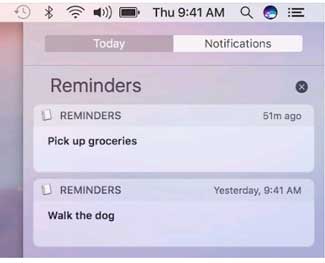 Thu 9:41 AM
Today Notifications
Reminders
REMINDERS 51m ago
Pick up groceries
REMINDERS Yesterday, 9:41 AM
Walk the dog